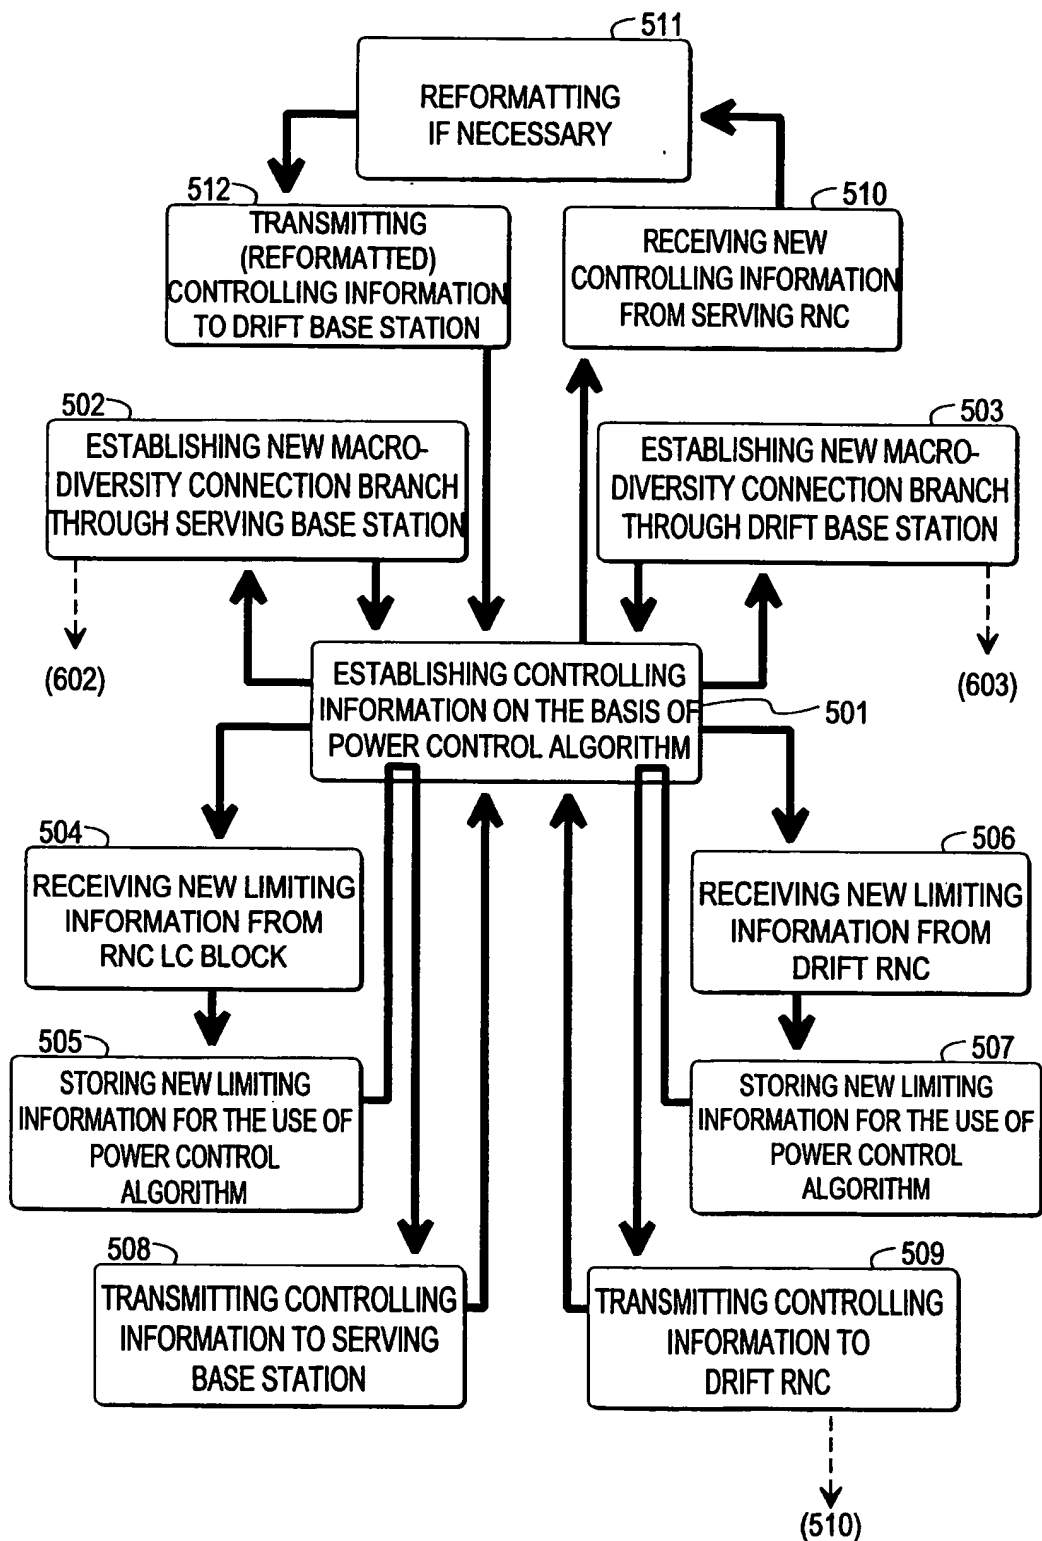 511
REFORMATTING
IF NECESSARY
512
TRANSMITTING
(REFORMATTED)
CONTROLLING INFORMATION
TO DRIFT BASE STATION
510
RECEIVING NEW
CONTROLLING INFORMATION
FROM SERVING RNC
502
ESTABLISHING NEW MACRO-
DIVERSITY CONNECTION BRANCH
THROUGH SERVING BASE STATION
503
ESTABLISHING NEW MACRO-
DIVERSITY CONNECTION BRANCH
THROUGH DRIFT BASE STATION
(602)
(603)
ESTABLISHING CONTROLLING
INFORMATION ON THE BASIS OF
POWER CONTROL ALGORITHM
501
504
RECEIVING NEW LIMITING
INFORMATION FROM
RNC LC BLOCK
506
RECEIVING NEW LIMITING
INFORMATION FROM
DRIFT RNC
505
STORING NEW LIMITING
INFORMATION FOR THE USE OF
POWER CONTROL
ALGORITHM
507
STORING NEW LIMITING
INFORMATION FOR THE USE OF
POWER CONTROL
ALGORITHM
508
TRANSMITTING CONTROLLING
INFORMATION TO SERVING
BASE STATION
509
TRANSMITTING CONTROLLING
INFORMATION TO
DRIFT RNC
(510)